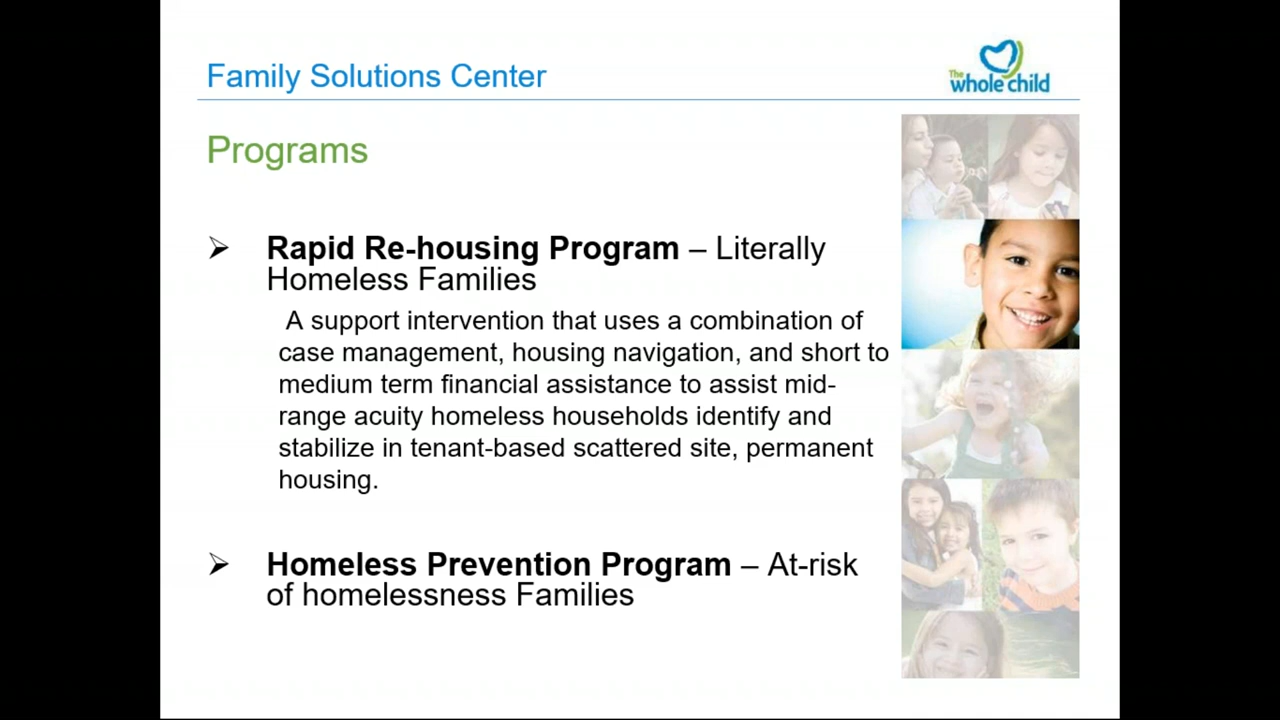 Family Solutions Center
The
whole child
Programs
➢ Rapid Re-housing Program – Literally
Homeless Families
A support intervention that uses a combination of
case management, housing navigation, and short to
medium term financial assistance to assist mid-
range acuity homeless households identify and
stabilize in tenant-based scattered site, permanent
housing.
➢ Homeless Prevention Program – At-risk
of homelessness Families